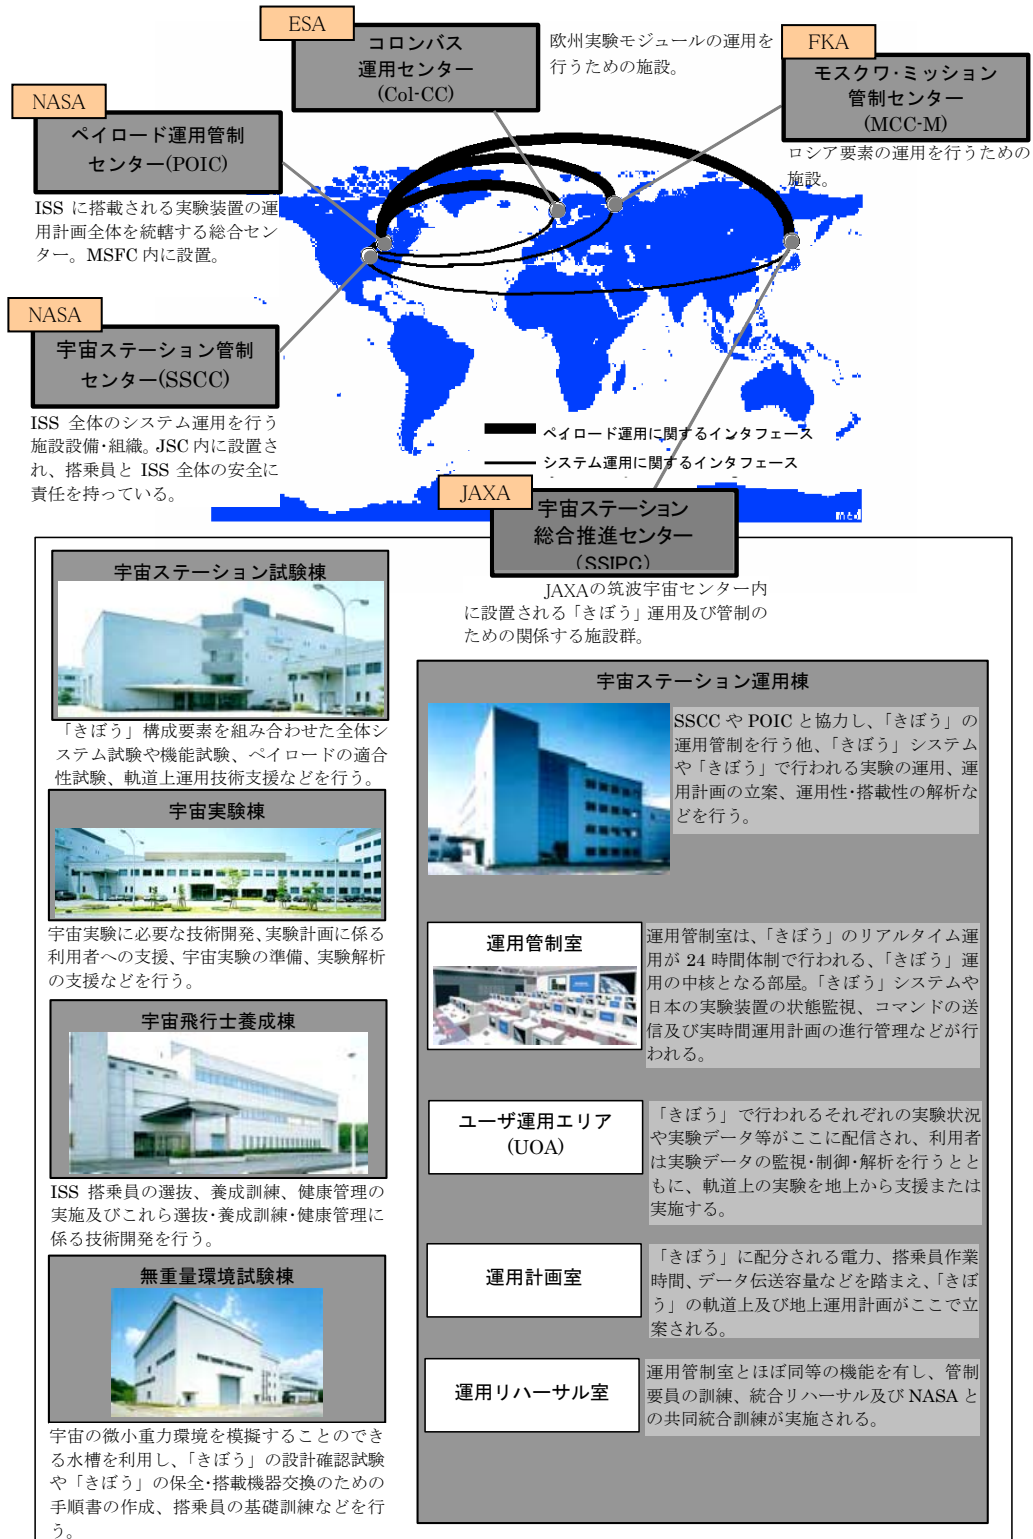 ESA
コロンバス
運用センター
(Col-CC)
欧州実験モジュールの運用を
行うための施設。
FKA
モスクワ･ミッション
管制センター
(MCC-M)
ロシア要素の運用を行うための
施設。
NASA
ペイロード運用管制
センター(POIC)
ISS に搭載される実験装置の運
用計画全体を統轄する総合セン
ター。MSFC 内に設置。
NASA
宇宙ステーション管制
センター(SSCC)
ISS 全体のシステム運用を行う
施設設備･組織。JSC 内に設置さ
れ、搭乗員と ISS 全体の安全に
責任を持っている。
ペイロード運用に関するインタフェース
システム運用に関するインタフェース
JAXA
宇宙ステーション
総合推進センター
(SSIPC)
JAXAの筑波宇宙センター内
に設置される「きぼう」運用及び管制の
ための関係する施設群。
宇宙ステーション試験棟
「きぼう」構成要素を組み合わせた全体シ
ステム試験や機能試験、ペイロードの適合
性試験、軌道上運用技術支援などを行う。
宇宙実験棟
宇宙実験に必要な技術開発、実験計画に係る
利用者への支援、宇宙実験の準備、実験解析
の支援などを行う。
宇宙飛行士養成棟
ISS 搭乗員の選抜、養成訓練、健康管理の
実施及びこれら選抜･養成訓練･健康管理に
係る技術開発を行う。
無重量環境試験棟
宇宙の微小重力環境を模擬することのでき
る水槽を利用し、「きぼう」の設計確認試験
や「きぼう」の保全･搭載機器交換のための
手順書の作成、搭乗員の基礎訓練などを行
う。
宇宙ステーション運用棟
SSCC や POIC と協力し、「きぼう」の
運用管制を行う他、「きぼう」システム
や「きぼう」で行われる実験の運用、運
用計画の立案、運用性･搭載性の解析な
どを行う。
運用管制室
運用管制室は、「きぼう」のリアルタイム運
用が 24 時間体制で行われる、「きぼう」運
用の中核となる部屋。「きぼう」システムや
日本の実験装置の状態監視、コマンドの送
信及び実時間運用計画の進行管理などが行
われる。
ユーザ運用エリア
(UOA)
「きぼう」で行われるそれぞれの実験状況
や実験データ等がここに配信され、利用者
は実験データの監視･制御･解析を行うとと
もに、軌道上の実験を地上から支援または
実施する。
運用計画室
「きぼう」に配分される電力、搭乗員作業
時間、データ伝送容量などを踏まえ、「きぼ
う」の軌道上及び地上運用計画がここで立
案される。
運用リハーサル室
運用管制室とほぼ同等の機能を有し、管制
要員の訓練、統合リハーサル及び NASA と
の共同統合訓練が実施される。